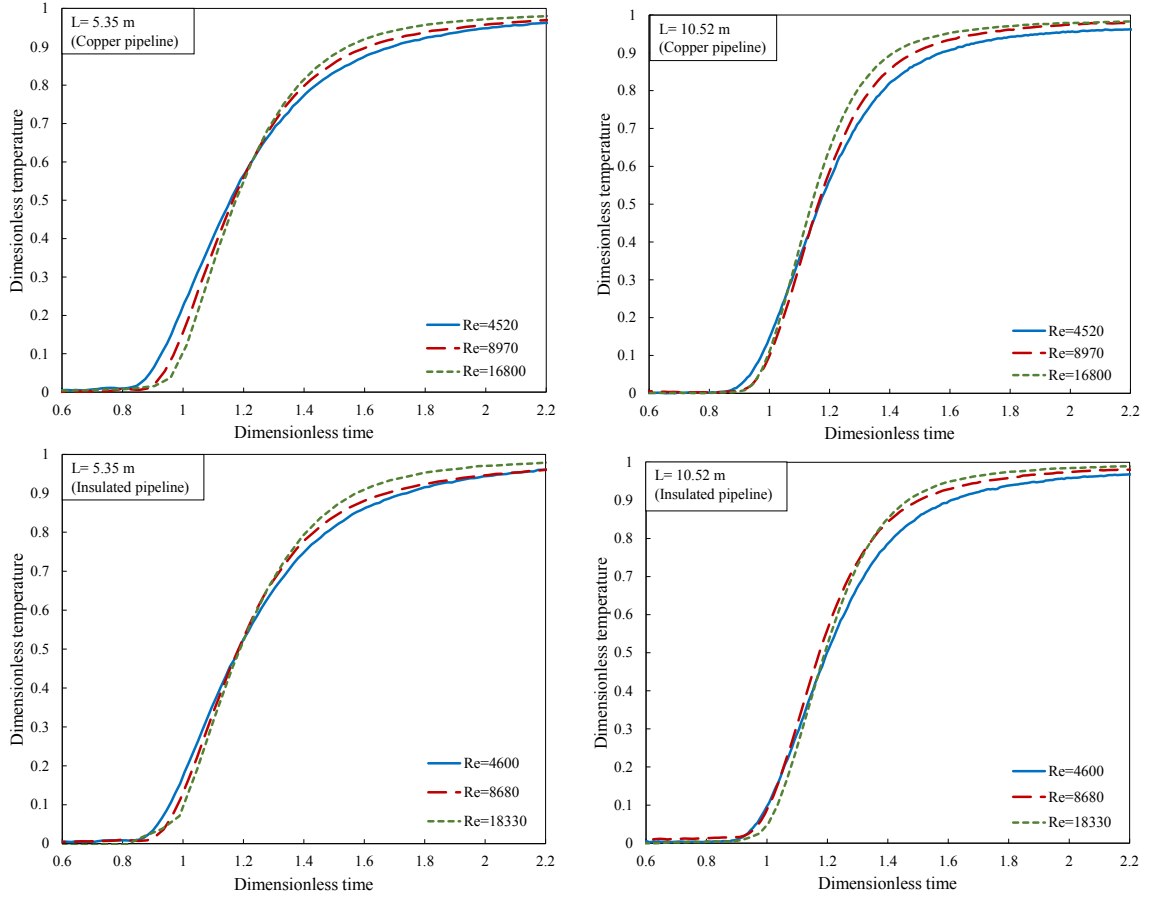 L= 5.35 m
(Copper pipeline)
Dimesionless temperature
1
0.9
0.8
0.7
0.6
0.5
0.4
0.3
0.2
0.1
0
Re=4520
Re=8970
Re=16800
0.6 0.8 1 1.2 1.4 1.6 1.8 2 2.2
Dimensionless time
L= 10.52 m
(Copper pipeline)
Dimesionless temperature
1
0.9
0.8
0.7
0.6
0.5
0.4
0.3
0.2
0.1
0
Re=4520
Re=8970
Re=16800
0.6 0.8 1 1.2 1.4 1.6 1.8 2 2.2
Dimesionless time
L= 5.35 m
(Insulated pipeline)
Dimensionless temperature
1
0.9
0.8
0.7
0.6
0.5
0.4
0.3
0.2
0.1
0
Re=4600
Re=8680
Re=18330
0.6 0.8 1 1.2 1.4 1.6 1.8 2 2.2
Dimensionless time
L= 10.52 m
(Insulated pipeline)
Dimensionless temperature
1
0.9
0.8
0.7
0.6
0.5
0.4
0.3
0.2
0.1
0
Re=4600
Re=8680
Re=18330
0.6 0.8 1 1.2 1.4 1.6 1.8 2 2.2
Dimensionless time